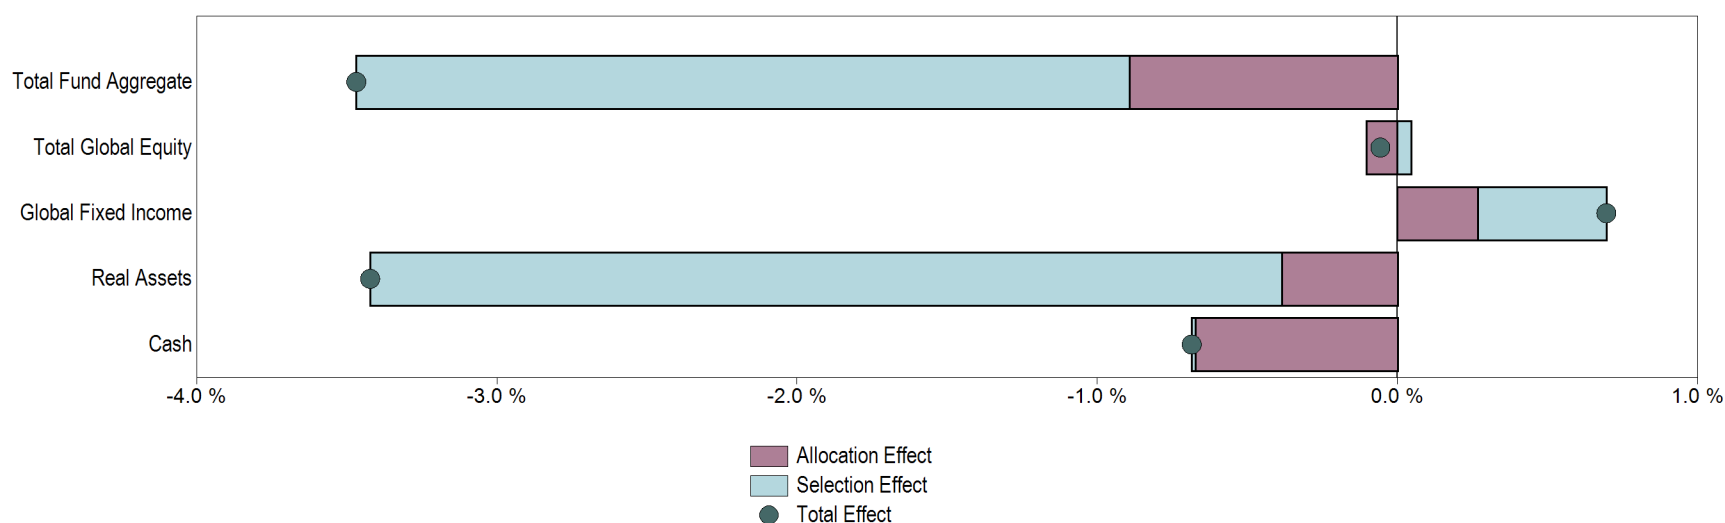 Total Fund Aggregate
Total Global Equity
Global Fixed Income
Real Assets
Cash
-4.0 % -3.0 % -2.0 % -1.0 % 0.0 % 1.0 %
Allocation Effect
Selection Effect
Total Effect